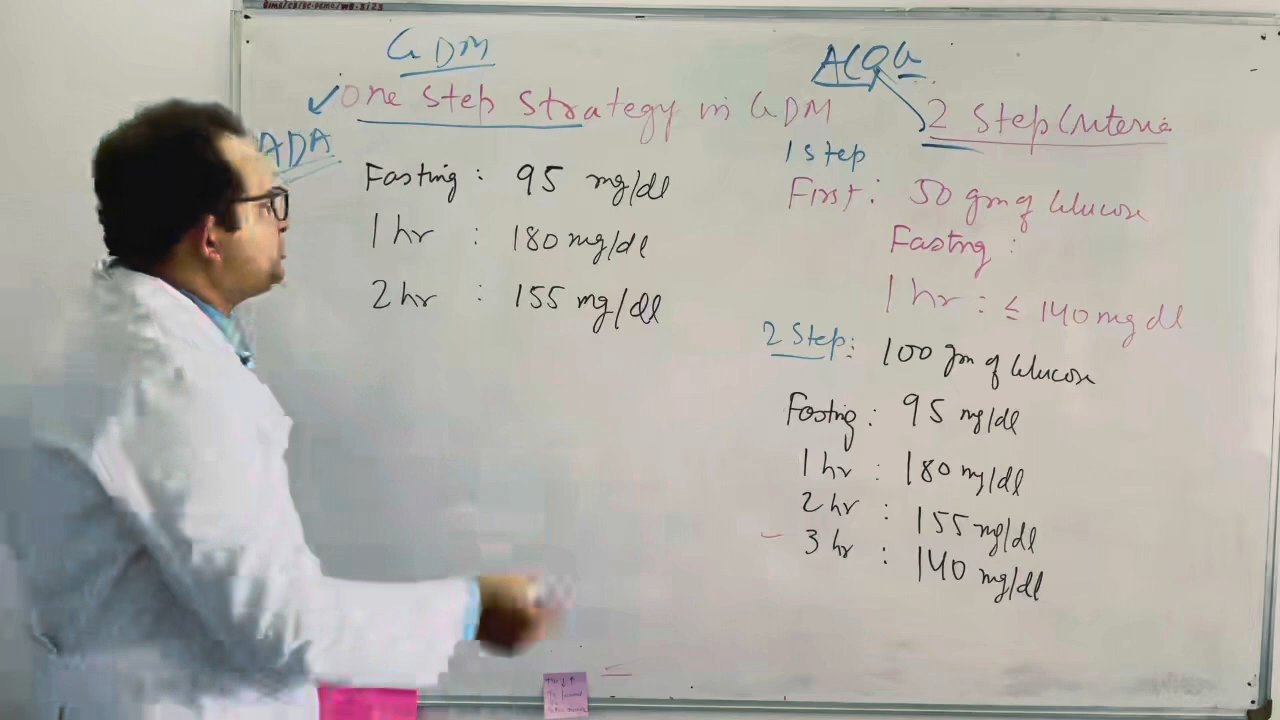 GDM
One Step Strategy in GDM
ADA
Fasting : 95 mg/dl
1 hr : 180 mg/dl
2 hr : 155 mg/dl
ACOG
2 Step Criteria
1 step
First : 50 gm of Glucose
Fastng :
1 hr : ≤ 140 mg dl
2 Step :
100 gm of Glucose
Fasting : 95 mg/dl
1 hr : 180 mg/dl
2 hr : 155 mg/dl
3 hr : 140 mg/dl